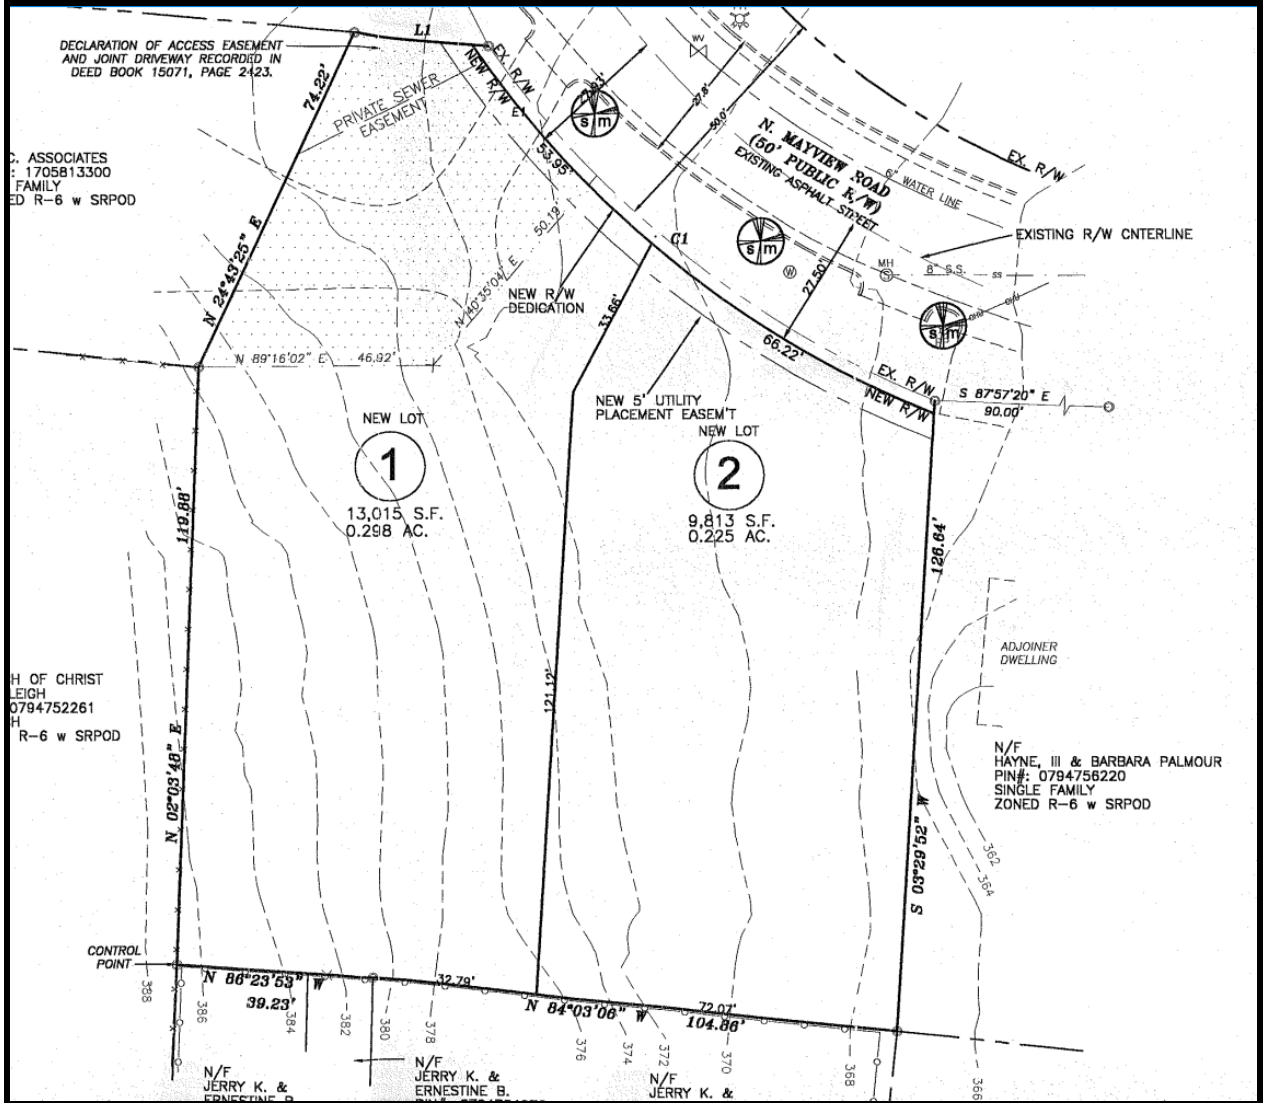 L1
DECLARATION OF ACCESS EASEMENT
AND JOINT DRIVEWAY RECORDED IN
DEED BOOK 15071, PAGE 2423.
74.22'
PRIVATE SEWER
EASEMENT
EX. R/W
NEW R/W
E1
WV
27.8'
50.0'
s m
N. MAYVIEW ROAD
(50' PUBLIC R/W)
EXISTING ASPHALT STREET
6" WATER LINE
EX. R/W
C. ASSOCIATES
: 1705813300
FAMILY
ED R-6 w SRPOD
53.95'
50.19'
C1
s m
W
MH
S
8" S.S.
SS
EXISTING R/W CNTERLINE
N 24°43'25" E
N 40°35'04" E
NEW R/W
DEDICATION
33.66'
27.50'
OHU
OHU
s m
66.22'
N 89°16'02" E 46.92'
EX. R/W
NEW R/W
S 87°57'20" E
90.00'
NEW 5' UTILITY
PLACEMENT EASEM'T
NEW LOT
1
13,015 S.F.
0.298 AC.
NEW LOT
2
9,813 S.F.
0.225 AC.
119.88'
126.64'
ADJOINER
DWELLING
H OF CHRIST
LEIGH
0794752261
H
R-6 w SRPOD
121.12'
N 02°03'48" E
S 03°29'52" W
N/F
HAYNE, III & BARBARA PALMOUR
PIN#: 0794756220
SINGLE FAMILY
ZONED R-6 w SRPOD
362
364
CONTROL
POINT
N 86°23'53" W
39.23'
32.79'
N 84°03'06" W
72.07'
104.86'
388
386
384
382
380
378
376
374
372
370
368
366
N/F
JERRY K. &
ERNESTINE B.
N/F
JERRY K. &
ERNESTINE B.
N/F
JERRY K. &